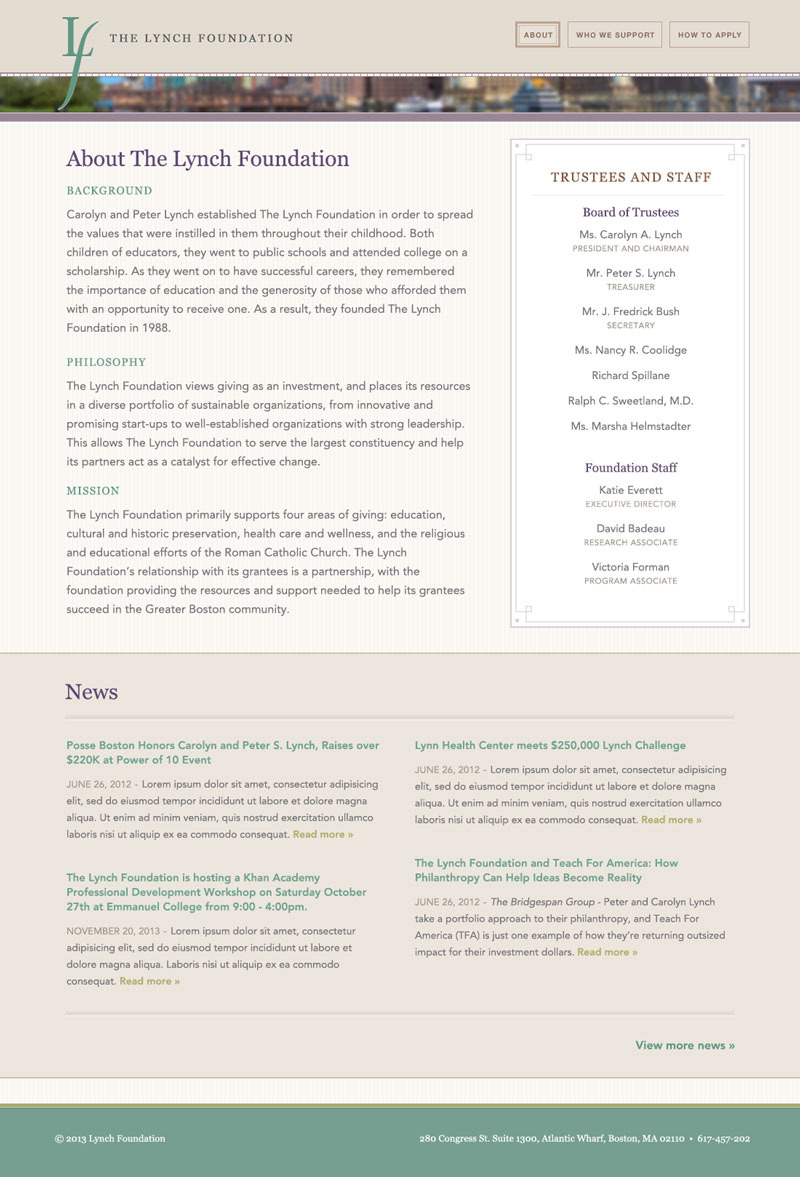 Lf THE LYNCH FOUNDATION
ABOUT WHO WE SUPPORT HOW TO APPLY
About The Lynch Foundation
BACKGROUND
Carolyn and Peter Lynch established The Lynch Foundation in order to spread
the values that were instilled in them throughout their childhood. Both
children of educators, they went to public schools and attended college on a
scholarship. As they went on to have successful careers, they remembered
the importance of education and the generosity of those who afforded them
with an opportunity to receive one. As a result, they founded The Lynch
Foundation in 1988.
PHILOSOPHY
The Lynch Foundation views giving as an investment, and places its resources
in a diverse portfolio of sustainable organizations, from innovative and
promising start-ups to well-established organizations with strong leadership.
This allows The Lynch Foundation to serve the largest constituency and help
its partners act as a catalyst for effective change.
MISSION
The Lynch Foundation primarily supports four areas of giving: education,
cultural and historic preservation, health care and wellness, and the religious
and educational efforts of the Roman Catholic Church. The Lynch
Foundation's relationship with its grantees is a partnership, with the
foundation providing the resources and support needed to help its grantees
succeed in the Greater Boston community.
TRUSTEES AND STAFF
Board of Trustees
Ms. Carolyn A. Lynch
PRESIDENT AND CHAIRMAN
Mr. Peter S. Lynch
TREASURER
Mr. J. Fredrick Bush
SECRETARY
Ms. Nancy R. Coolidge
Richard Spillane
Ralph C. Sweetland, M.D.
Ms. Marsha Helmstadter
Foundation Staff
Katie Everett
EXECUTIVE DIRECTOR
David Badeau
RESEARCH ASSOCIATE
Victoria Forman
PROGRAM ASSOCIATE
News
Posse Boston Honors Carolyn and Peter S. Lynch, Raises over
$220K at Power of 10 Event
JUNE 26, 2012 - Lorem ipsum dolor sit amet, consectetur adipisicing
elit, sed do eiusmod tempor incididunt ut labore et dolore magna
aliqua. Ut enim ad minim veniam, quis nostrud exercitation ullamco
laboris nisi ut aliquip ex ea commodo consequat. Read more »
The Lynch Foundation is hosting a Khan Academy
Professional Development Workshop on Saturday October
27th at Emmanuel College from 9:00 - 4:00pm.
NOVEMBER 20, 2013 - Lorem ipsum dolor sit amet, consectetur
adipisicing elit, sed do eiusmod tempor incididunt ut labore et
dolore magna aliqua. Laboris nisi ut aliquip ex ea commodo
consequat. Read more »
Lynn Health Center meets $250,000 Lynch Challenge
JUNE 26, 2012 - Lorem ipsum dolor sit amet, consectetur adipisicing
elit, sed do eiusmod tempor incididunt ut labore et dolore magna
aliqua. Ut enim ad minim veniam, quis nostrud exercitation ullamco
laboris nisi ut aliquip ex ea commodo consequat. Read more »
The Lynch Foundation and Teach For America: How
Philanthropy Can Help Ideas Become Reality
JUNE 26, 2012 - The Bridgespan Group - Peter and Carolyn Lynch
take a portfolio approach to their philanthropy, and Teach For
America (TFA) is just one example of how they're returning outsized
impact for their investment dollars. Read more »
View more news »
© 2013 Lynch Foundation
280 Congress St. Suite 1300, Atlantic Wharf, Boston, MA 02110 • 617-457-202